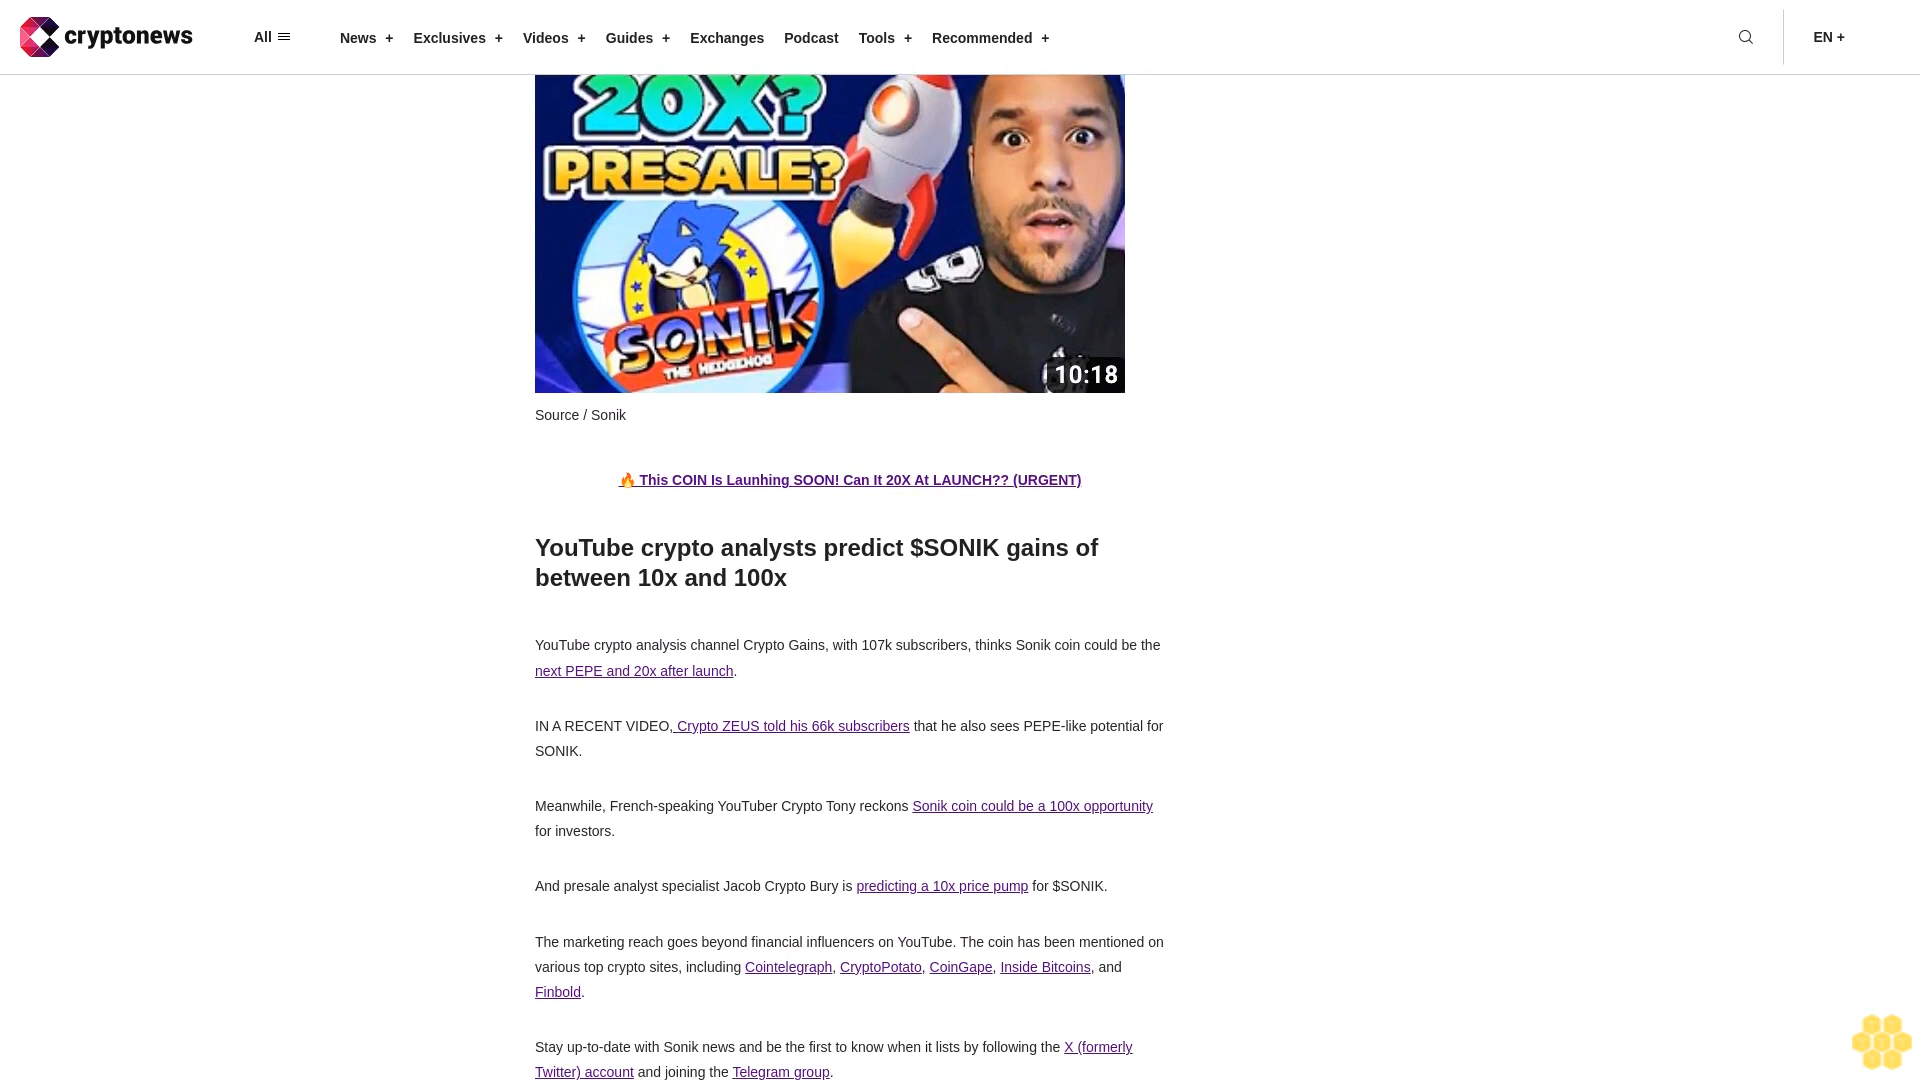 cryptonews
All
News +
Exclusives +
Videos +
Guides +
Exchanges
Podcast
Tools +
Recommended +
EN +
20X?
PRESALE?
SONIK
THE HEDGEHOG
10:18
Source / Sonik
🔥 This COIN Is Launhing SOON! Can It 20X At LAUNCH?? (URGENT)
YouTube crypto analysts predict $SONIK gains of
between 10x and 100x
YouTube crypto analysis channel Crypto Gains, with 107k subscribers, thinks Sonik coin could be the
next PEPE and 20x after launch.
IN A RECENT VIDEO, Crypto ZEUS told his 66k subscribers that he also sees PEPE-like potential for
SONIK.
Meanwhile, French-speaking YouTuber Crypto Tony reckons Sonik coin could be a 100x opportunity
for investors.
And presale analyst specialist Jacob Crypto Bury is predicting a 10x price pump for $SONIK.
The marketing reach goes beyond financial influencers on YouTube. The coin has been mentioned on
various top crypto sites, including Cointelegraph, CryptoPotato, CoinGape, Inside Bitcoins, and
Finbold.
Stay up-to-date with Sonik news and be the first to know when it lists by following the X (formerly
Twitter) account and joining the Telegram group.